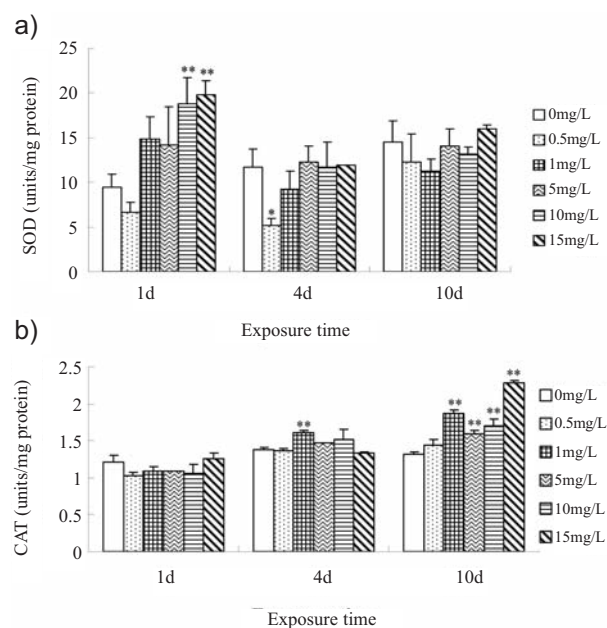 a)
SOD (units/mg protein)
25
20
15
10
5
0
** **
*
1d 4d 10d
Exposure time
0mg/L
0.5mg/L
1mg/L
5mg/L
10mg/L
15mg/L
b)
CAT (units/mg protein)
2.5
2
1.5
1
0.5
0
**
** ** ** **
1d 4d 10d
Exposure time
0mg/L
0.5mg/L
1mg/L
5mg/L
10mg/L
15mg/L